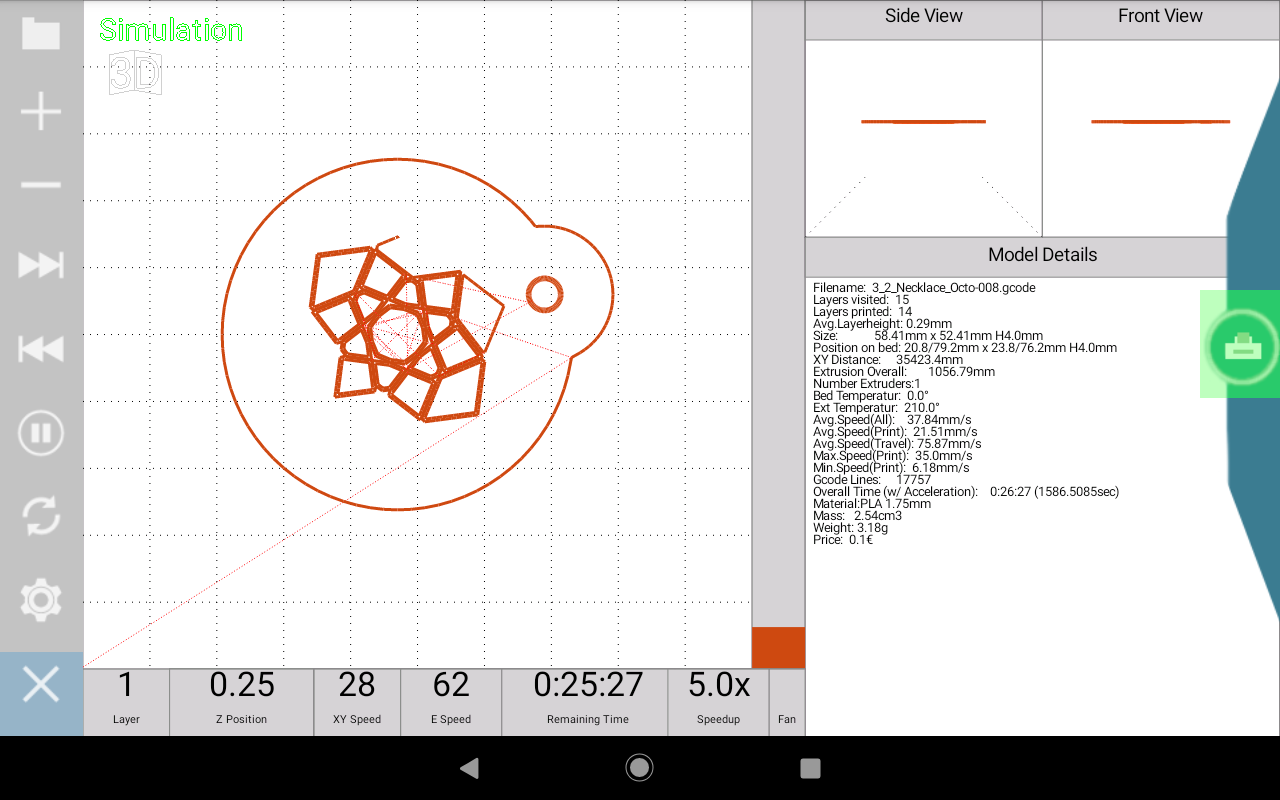 Simulation
3D
Side View
Front View
Model Details
Filename: 3_2_Necklace_Octo-008.gcode
Layers visited: 15
Layers printed: 14
Avg.Layerheight: 0.29mm
Size: 58.41mm x 52.41mm H4.0mm
Position on bed: 20.8/79.2mm x 23.8/76.2mm H4.0mm
XY Distance: 35423.4mm
Extrusion Overall: 1056.79mm
Number Extruders:1
Bed Temperatur: 0.0°
Ext Temperatur: 210.0°
Avg.Speed(All): 37.84mm/s
Avg.Speed(Print): 21.51mm/s
Avg.Speed(Travel): 75.87mm/s
Max.Speed(Print): 35.0mm/s
Min.Speed(Print): 6.18mm/s
Gcode Lines: 17757
Overall Time (w/ Acceleration): 0:26:27 (1586.5085sec)
Material:PLA 1.75mm
Mass: 2.54cm3
Weight: 3.18g
Price: 0.1€
1
Layer
0.25
Z Position
28
XY Speed
62
E Speed
0:25:27
Remaining Time
5.0x
Speedup
Fan